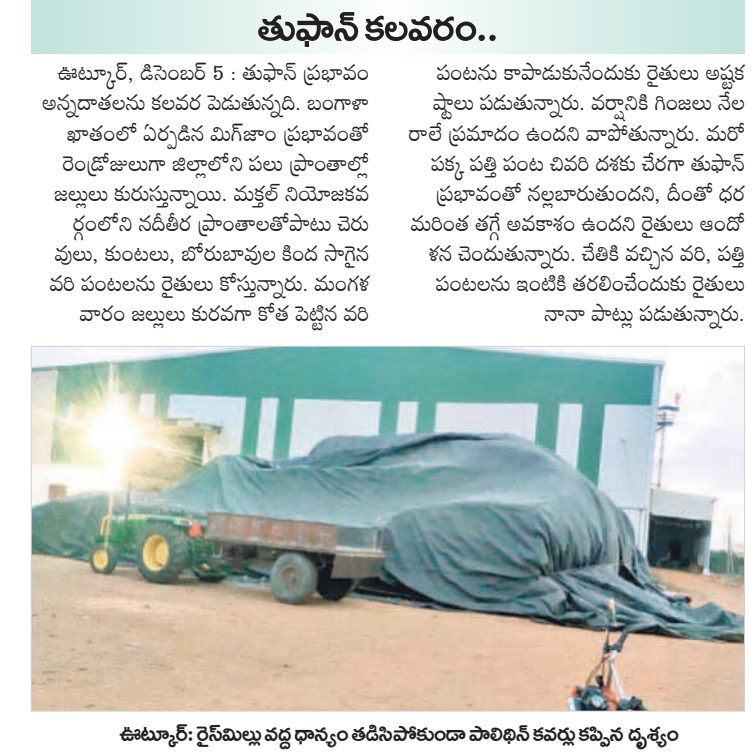 తుఫాన్ కలవరం..
ఊట్కూర్, డిసెంబర్ 5 : తుఫాన్ ప్రభావం
అన్నదాతలను కలవర పెడుతున్నది. బంగాళా
ఖాతంలో ఏర్పడిన మిగ్‌జాం ప్రభావంతో
రెండ్రోజులుగా జిల్లాలోని పలు ప్రాంతాల్లో
జల్లులు కురుస్తున్నాయి. మక్తల్ నియోజకవ
ర్గంలోని నదీతీర ప్రాంతాలతోపాటు చెరు
వులు, కుంటలు, బోరుబావుల కింద సాగైన
వరి పంటలను రైతులు కోస్తున్నారు. మంగళ
వారం జల్లులు కురవగా కోత పెట్టిన వరి
పంటను కాపాడుకునేందుకు రైతులు అష్టక
ష్టాలు పడుతున్నారు. వర్షానికి గింజలు నేల
రాలే ప్రమాదం ఉందని వాపోతున్నారు. మరో
పక్క పత్తి పంట చివరి దశకు చేరగా తుఫాన్
ప్రభావంతో నల్లబారుతుందని, దీంతో ధర
మరింత తగ్గే అవకాశం ఉందని రైతులు ఆందో
ళన చెందుతున్నారు. చేతికి వచ్చిన వరి, పత్తి
పంటలను ఇంటికి తరలించేందుకు రైతులు
నానా పాట్లు పడుతున్నారు.
ఊట్కూర్: రైస్‌మిల్లు వద్ద ధాన్యం తడిసిపోకుండా పాలిథిన్ కవర్లు కప్పిన దృశ్యం